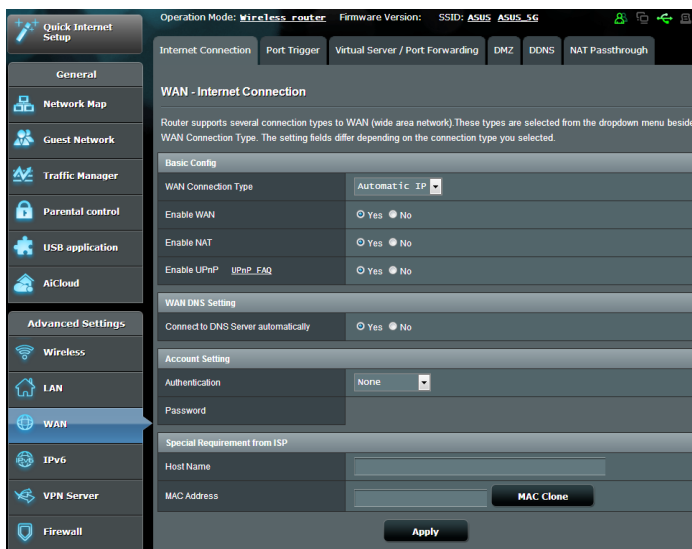 Quick Internet
Setup
General
Network Map
Guest Network
Traffic Manager
Parental control
USB application
AiCloud
Advanced Settings
Wireless
LAN
WAN
IPv6
VPN Server
Firewall
Operation Mode: Wireless router Firmware Version: SSID: ASUS ASUS_5G
Internet Connection Port Trigger Virtual Server / Port Forwarding DMZ DDNS NAT Passthrough
WAN - Internet Connection
Router supports several connection types to WAN (wide area network).These types are selected from the dropdown menu beside
WAN Connection Type. The setting fields differ depending on the connection type you selected.
Basic Config
WAN Connection Type Automatic IP
Enable WAN Yes No
Enable NAT Yes No
Enable UPnP UPnP FAQ Yes No
WAN DNS Setting
Connect to DNS Server automatically Yes No
Account Setting
Authentication None
Password
Special Requirement from ISP
Host Name
MAC Address MAC Clone
Apply